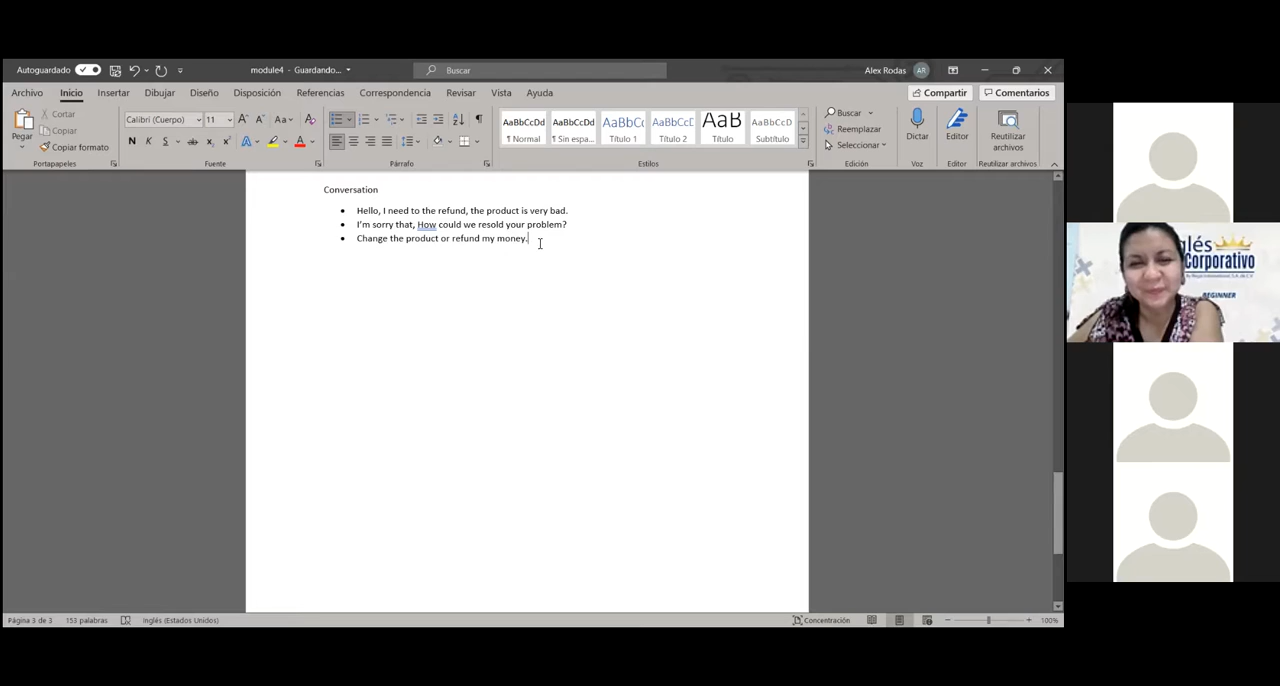 Autoguardado
module4 - Guardando...
Buscar
Alex Rodas AR
Archivo Inicio Insertar Dibujar Diseño Disposición Referencias Correspondencia Revisar Vista Ayuda
Compartir Comentarios
Pegar
Cortar
Copiar
Copiar formato
Portapapeles
Calibri (Cuerpo) 11
Fuente
Párrafo
AaBbCcDd AaBbCcDd AaBbCc AaBbCcE AaB AaBbCcD
¶ Normal ¶ Sin espa... Título 1 Título 2 Título Subtítulo
Estilos
Buscar
Reemplazar
Seleccionar
Edición
Dictar
Voz
Editor
Editor
Reutilizar
archivos
Reutilizar archivos
Conversation
• Hello, I need to the refund, the product is very bad.
• I'm sorry that, How could we resold your problem?
• Change the product or refund my money.
glés
Corporativo
BEGINNER
Página 3 de 3 153 palabras Inglés (Estados Unidos) Concentración 100%